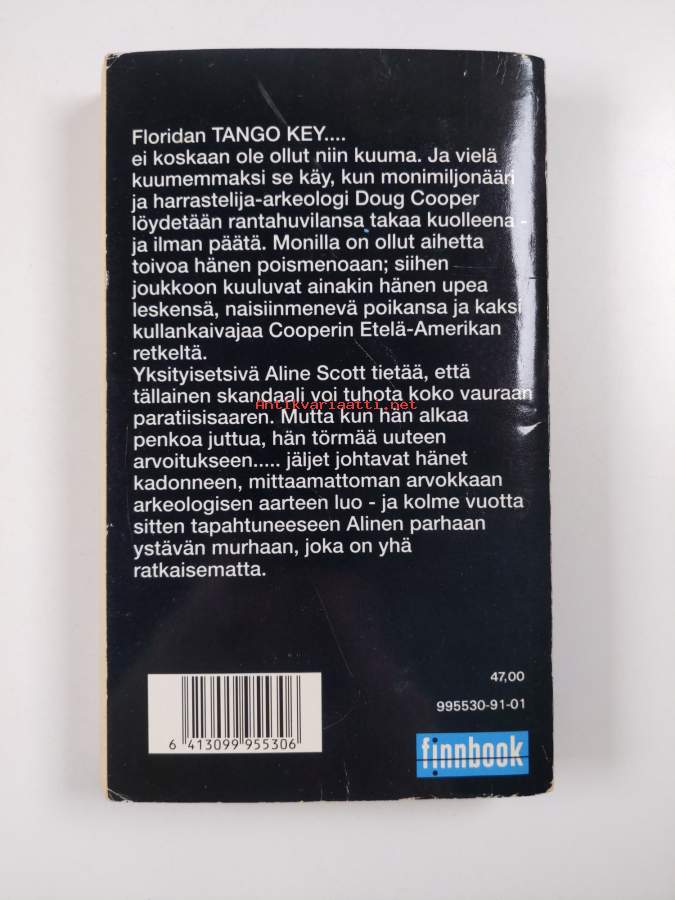 Floridan TANGO KEY....
ei koskaan ole ollut niin kuuma. Ja vielä
kuumemmaksi se käy, kun monimiljonääri
ja harrastelija-arkeologi Doug Cooper
löydetään rantahuvilansa takaa kuolleena -
ja ilman päätä. Monilla on ollut aihetta
toivoa hänen poismenoaan; siihen
joukkoon kuuluvat ainakin hänen upea
leskensä, naisiinmenevä poikansa ja kaksi
kullankaivajaa Cooperin Etelä-Amerikan
retkeltä.
Yksityisetsivä Aline Scott tietää, että
tällainen skandaali voi tuhota koko vauraan
Antikvariaatti.net
paratiisisaaren. Mutta kun hän alkaa
penkoa juttua, hän törmää uuteen
arvoitukseen..... jäljet johtavat hänet
kadonneen, mittaamattoman arvokkaan
arkeologisen aarteen luo - ja kolme vuotta
sitten tapahtuneeseen Alinen parhaan
ystävän murhaan, joka on yhä
ratkaisematta.
47,00
995530-91-01
6 413099 955306
finnbook